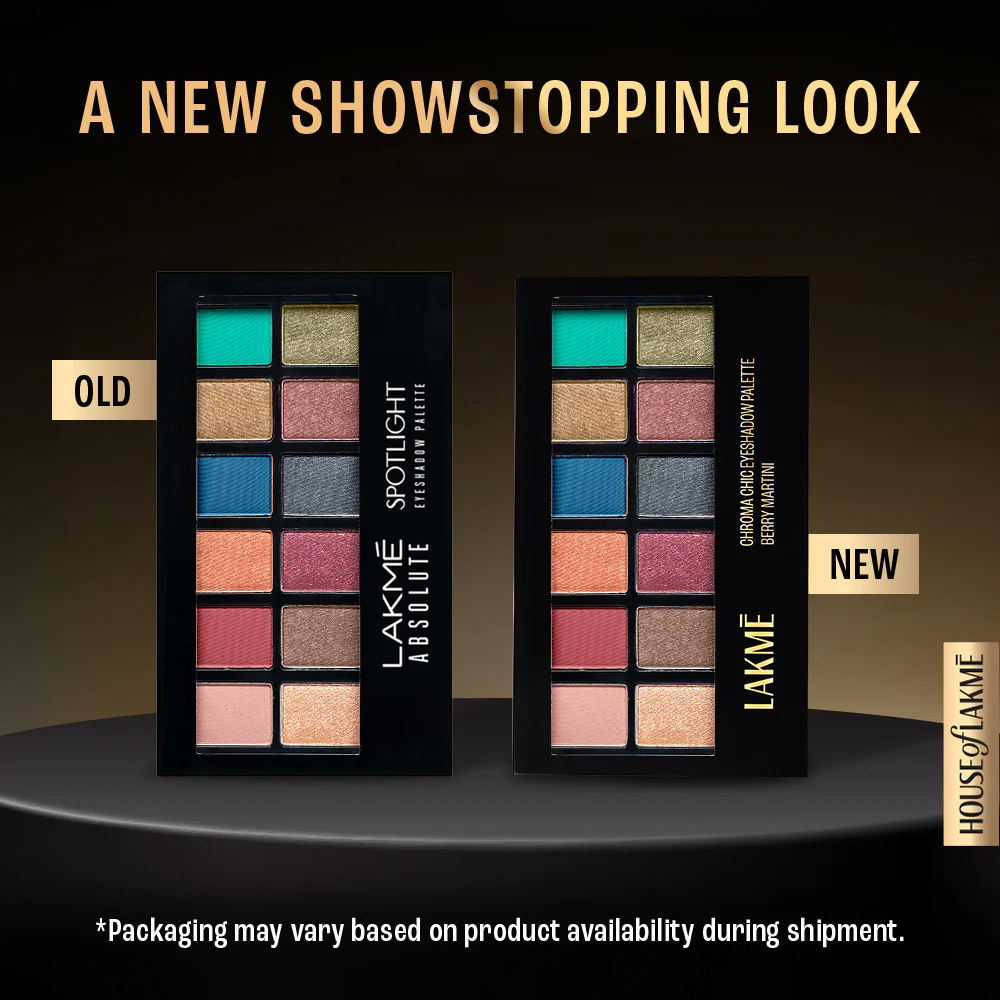 A NEW SHOWSTOPPING LOOK
OLD
LAKMĒ
ABSOLUTE
SPOTLIGHT
EYESHADOW PALETTE
CHROMA CHIC EYESHADOW PALETTE
BERRY MARTINI
LAKMĒ
NEW
HOUSE of LAKMĒ
*Packaging may vary based on product availability during shipment.